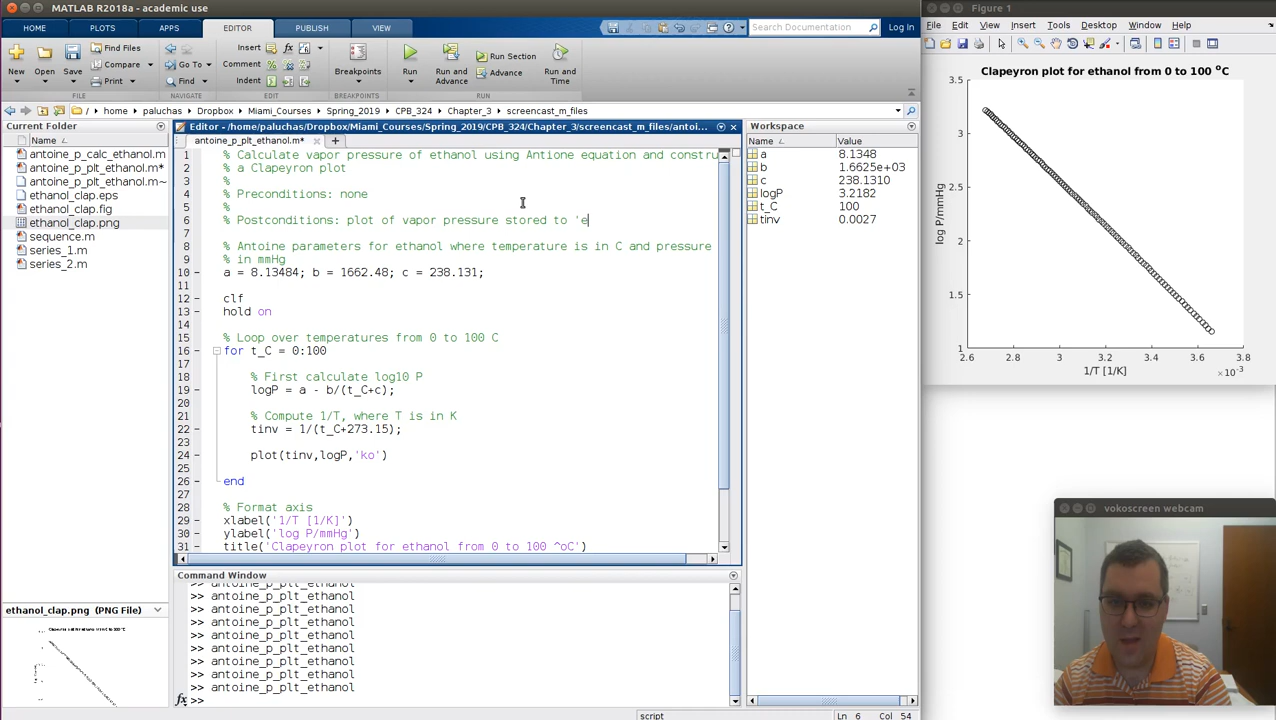 MATLAB R2018a - academic use
HOME PLOTS APPS EDITOR PUBLISH VIEW
Search Documentation
Log In
New Open Save
Find Files
Compare
Print
Go To
Find
Insert
Comment
Indent
Breakpoints
Run
Run and Advance
Run Section
Advance
Run and Time
FILE NAVIGATE EDIT BREAKPOINTS RUN
/ home paluchas Dropbox Miami_Courses Spring_2019 CPB_324 Chapter_3 screencast_m_files
Current Folder
Name
antoine_p_calc_ethanol.m
antoine_p_plt_ethanol.m*
antoine_p_plt_ethanol.m~
ethanol_clap.eps
ethanol_clap.fig
ethanol_clap.png
sequence.m
series_1.m
series_2.m
ethanol_clap.png (PNG File)
Editor - /home/paluchas/Dropbox/Miami_Courses/Spring_2019/CPB_324/Chapter_3/screencast_m_files/antoi...
antoine_p_plt_ethanol.m*
1 % Calculate vapor pressure of ethanol using Antione equation and constru
2 % a Clapeyron plot
3 %
4 % Preconditions: none
5 %
6 % Postconditions: plot of vapor pressure stored to 'e
7
8 % Antoine parameters for ethanol where temperature is in C and pressure
9 % in mmHg
10 a = 8.13484; b = 1662.48; c = 238.131;
11
12 clf
13 hold on
14
15 % Loop over temperatures from 0 to 100 C
16 for t_C = 0:100
17
18 % First calculate log10 P
19 logP = a - b/(t_C+c);
20
21 % Compute 1/T, where T is in K
22 tinv = 1/(t_C+273.15);
23
24 plot(tinv,logP,'ko')
25
26 end
27
28 % Format axis
29 xlabel('1/T [1/K]')
30 ylabel('log P/mmHg')
31 title('Clapeyron plot for ethanol from 0 to 100 ^oC')
Command Window
>> antoine_p_plt_ethanol
>> antoine_p_plt_ethanol
>> antoine_p_plt_ethanol
>> antoine_p_plt_ethanol
>> antoine_p_plt_ethanol
>> antoine_p_plt_ethanol
>> antoine_p_plt_ethanol
>> antoine_p_plt_ethanol
>> antoine_p_plt_ethanol
fx >>
script
Ln 6 Col 54
Workspace
Name Value
a 8.1348
b 1.6625e+03
c 238.1310
logP 3.2182
t_C 100
tinv 0.0027
Figure 1
File Edit View Insert Tools Desktop Window Help
Clapeyron plot for ethanol from 0 to 100 °C
3.5
3
2.5
2
1.5
1
log P/mmHg
2.6 2.8 3 3.2 3.4 3.6 3.8
1/T [1/K]
× 10⁻³
vokoscreen webcam